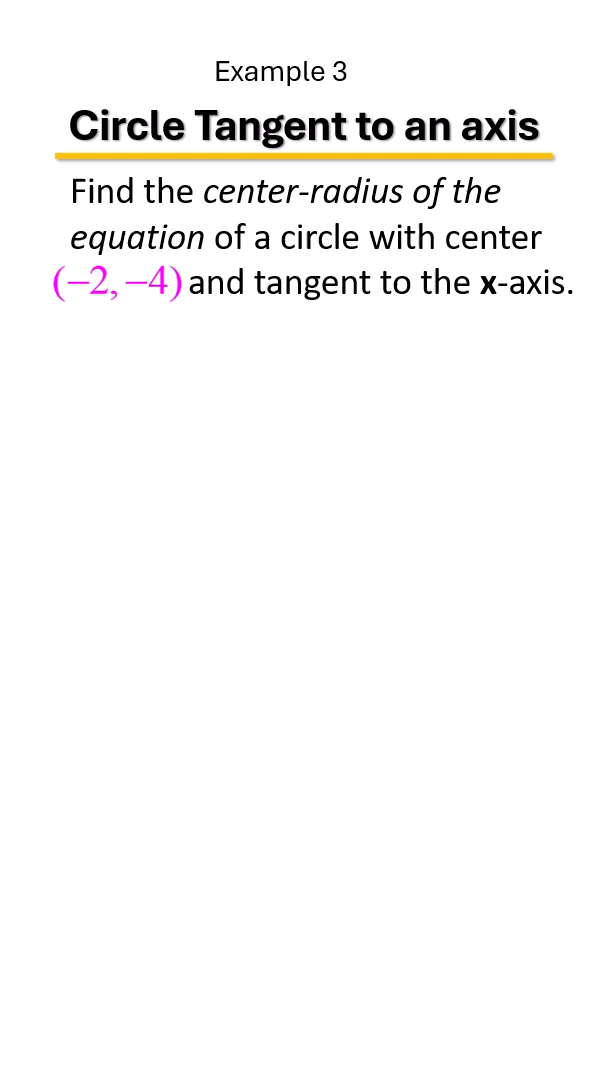 Example 3
Circle Tangent to an axis
Find the center-radius of the
equation of a circle with center
(−2, −4) and tangent to the x-axis.